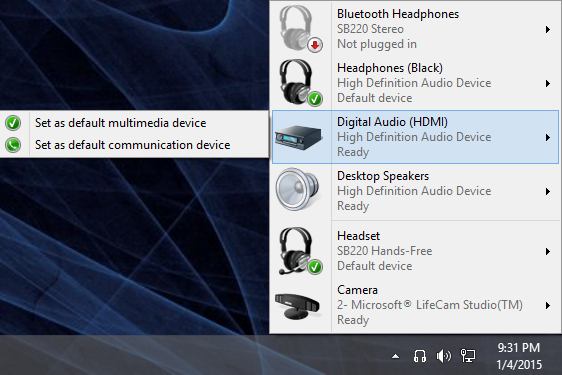 Bluetooth Headphones
SB220 Stereo
Not plugged in
Headphones (Black)
High Definition Audio Device
Default device
Set as default multimedia device
Set as default communication device
Digital Audio (HDMI)
High Definition Audio Device
Ready
Desktop Speakers
High Definition Audio Device
Ready
Headset
SB220 Hands-Free
Default device
Camera
2- Microsoft® LifeCam Studio(TM)
Ready
9:31 PM
1/4/2015